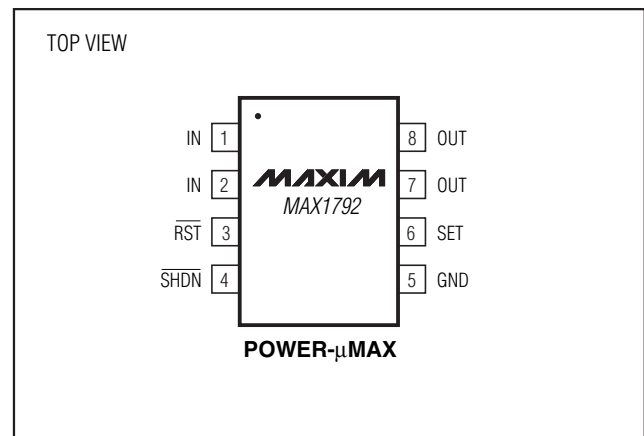 TOP VIEW
IN 1
IN 2
RST 3
SHDN 4
MAXIM
MAX1792
8 OUT
7 OUT
6 SET
5 GND
POWER-μMAX